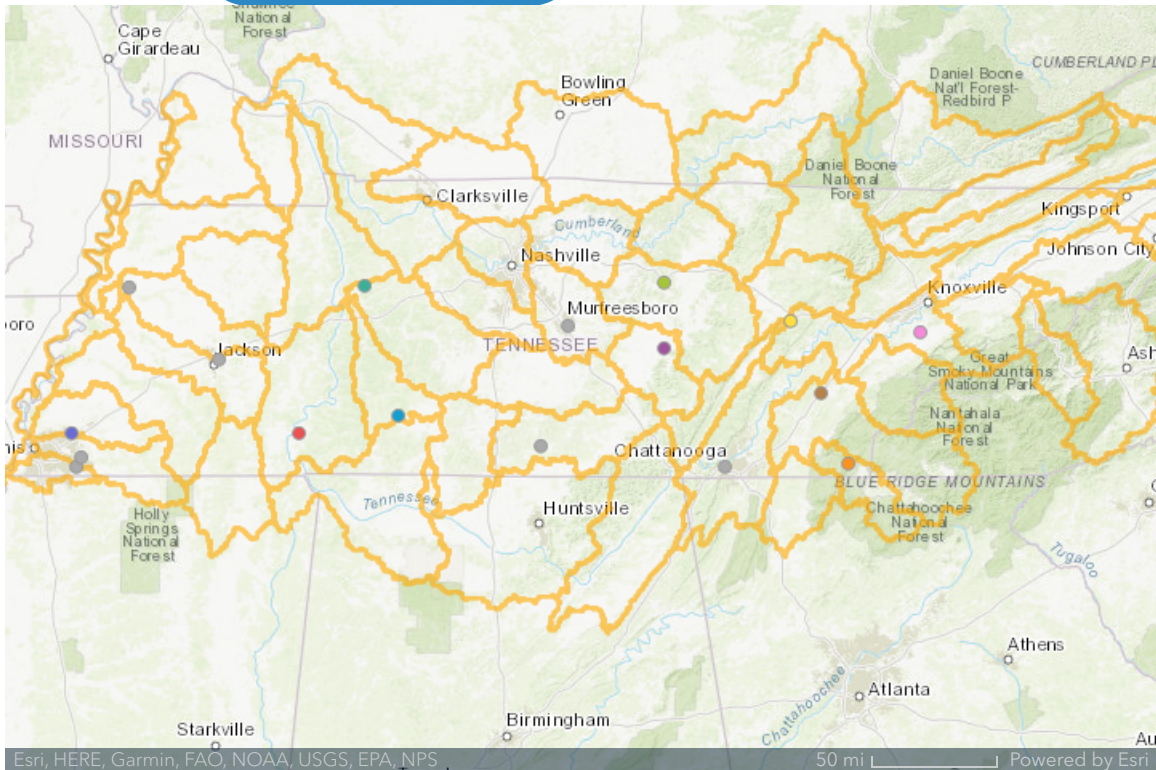 National
Forest
Cape
Girardeau
CUMBERLAND PL
Daniel Boone
Nat'l Forest-
Redbird P
Bowling
Green
MISSOURI
Daniel Boone
National
Forest
Clarksville
Kingsport
Cumberland
Johnson City
Nashville
Knoxville
Murfreesboro
oro
TENNESSEE
Jackson
Great
Smoky Mountains
National Park
Ash
Nantahala
National
Forest
nis
Chattanooga
BLUE RIDGE MOUNTAINS
Tennessee
Huntsville
Chattahoochee
National
Forest
Holly
Springs
National
Forest
Tugaloo
Athens
Atlanta
Chattahoochee
Birmingham
Starkville
Au
Esri, HERE, Garmin, FAO, NOAA, USGS, EPA, NPS
50 mi
Powered by Esri